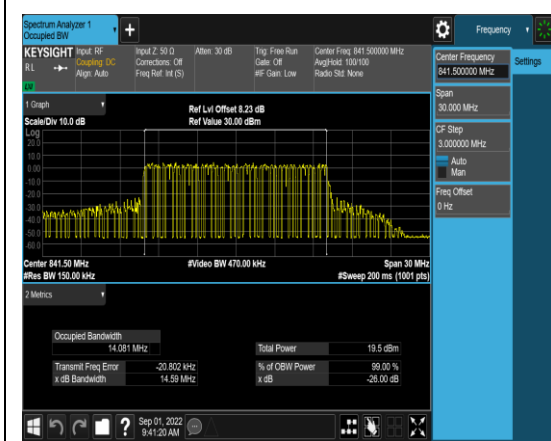 Spectrum Analyzer 1
Occupied BW
Frequency
KEYSIGHT
R L
Input: RF
Coupling: DC
Align: Auto
Input Z: 50 Ω
Corrections: Off
Freq Ref: Int (S)
Atten: 30 dB
Trig: Free Run
Gate: Off
#IF Gain: Low
Center Freq: 841.500000 MHz
Avg|Hold: 100/100
Radio Std: None
1 Graph
Scale/Div 10.0 dB
Ref Lvl Offset 8.23 dB
Ref Value 30.00 dBm
Log
20.0
10.0
0.00
-10.0
-20.0
-30.0
-40.0
-50.0
-60.0
Center 841.50 MHz
#Res BW 150.00 kHz
#Video BW 470.00 kHz
Span 30 MHz
#Sweep 200 ms (1001 pts)
2 Metrics
Occupied Bandwidth
14.081 MHz
Transmit Freq Error -20.802 kHz
x dB Bandwidth 14.59 MHz
Total Power 19.5 dBm
% of OBW Power 99.00 %
x dB -26.00 dB
Center Frequency
841.500000 MHz
Settings
Span
30.000 MHz
CF Step
3.000000 MHz
Auto
Man
Freq Offset
0 Hz
?
Sep 01, 2022
9:41:20 AM